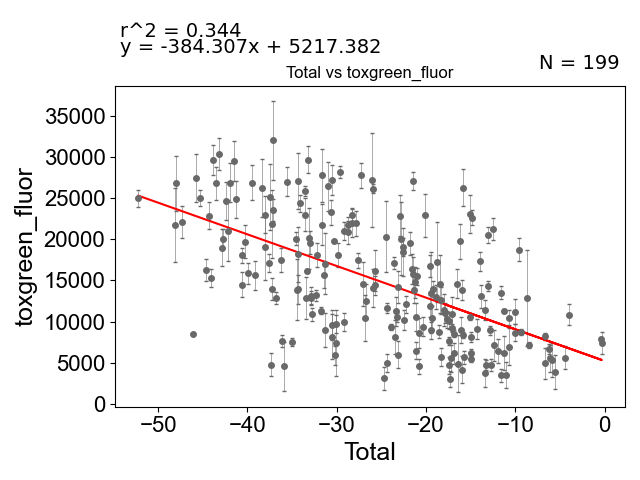 r^2 = 0.344
y = -384.307x + 5217.382
N = 199
Total vs toxgreen_fluor
35000
30000
25000
20000
15000
10000
5000
0
toxgreen_fluor
−50
−40
−30
−20
−10
0
Total